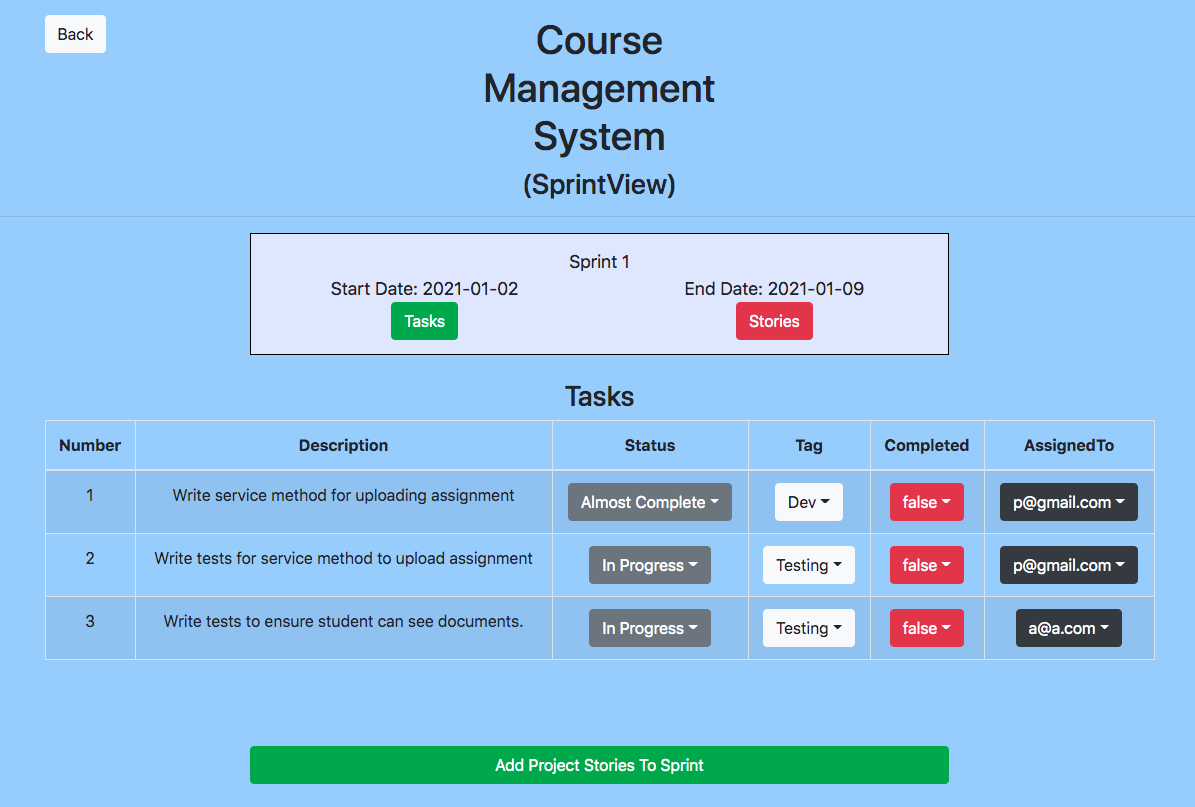 Back
Course
Management
System
(SprintView)
Sprint 1
Start Date: 2021-01-02 End Date: 2021-01-09
Tasks Stories
Tasks
Number Description Status Tag Completed AssignedTo
1 Write service method for uploading assignment Almost Complete Dev false p@gmail.com
2 Write tests for service method to upload assignment In Progress Testing false p@gmail.com
3 Write tests to ensure student can see documents. In Progress Testing false a@a.com
Add Project Stories To Sprint